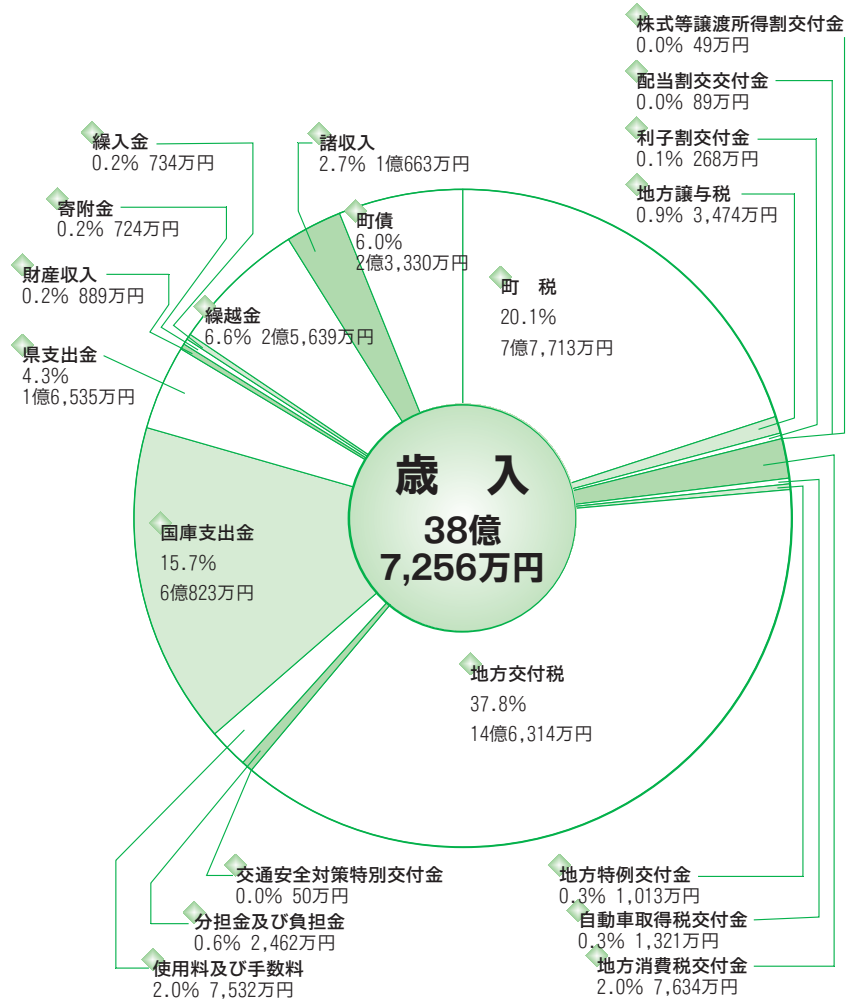 株式等譲渡所得割交付金
0.0% 49万円
配当割交交付金
0.0% 89万円
利子割交付金
0.1% 268万円
地方譲与税
0.9% 3,474万円
繰入金
0.2% 734万円
諸収入
2.7% 1億663万円
寄附金
0.2% 724万円
町債
6.0%
2億3,330万円
財産収入
0.2% 889万円
繰越金
6.6% 2億5,639万円
町 税
20.1%
7億7,713万円
県支出金
4.3%
1億6,535万円
歳 入
38億
7,256万円
国庫支出金
15.7%
6億823万円
地方交付税
37.8%
14億6,314万円
交通安全対策特別交付金
0.0% 50万円
分担金及び負担金
0.6% 2,462万円
使用料及び手数料
2.0% 7,532万円
地方特例交付金
0.3% 1,013万円
自動車取得税交付金
0.3% 1,321万円
地方消費税交付金
2.0% 7,634万円